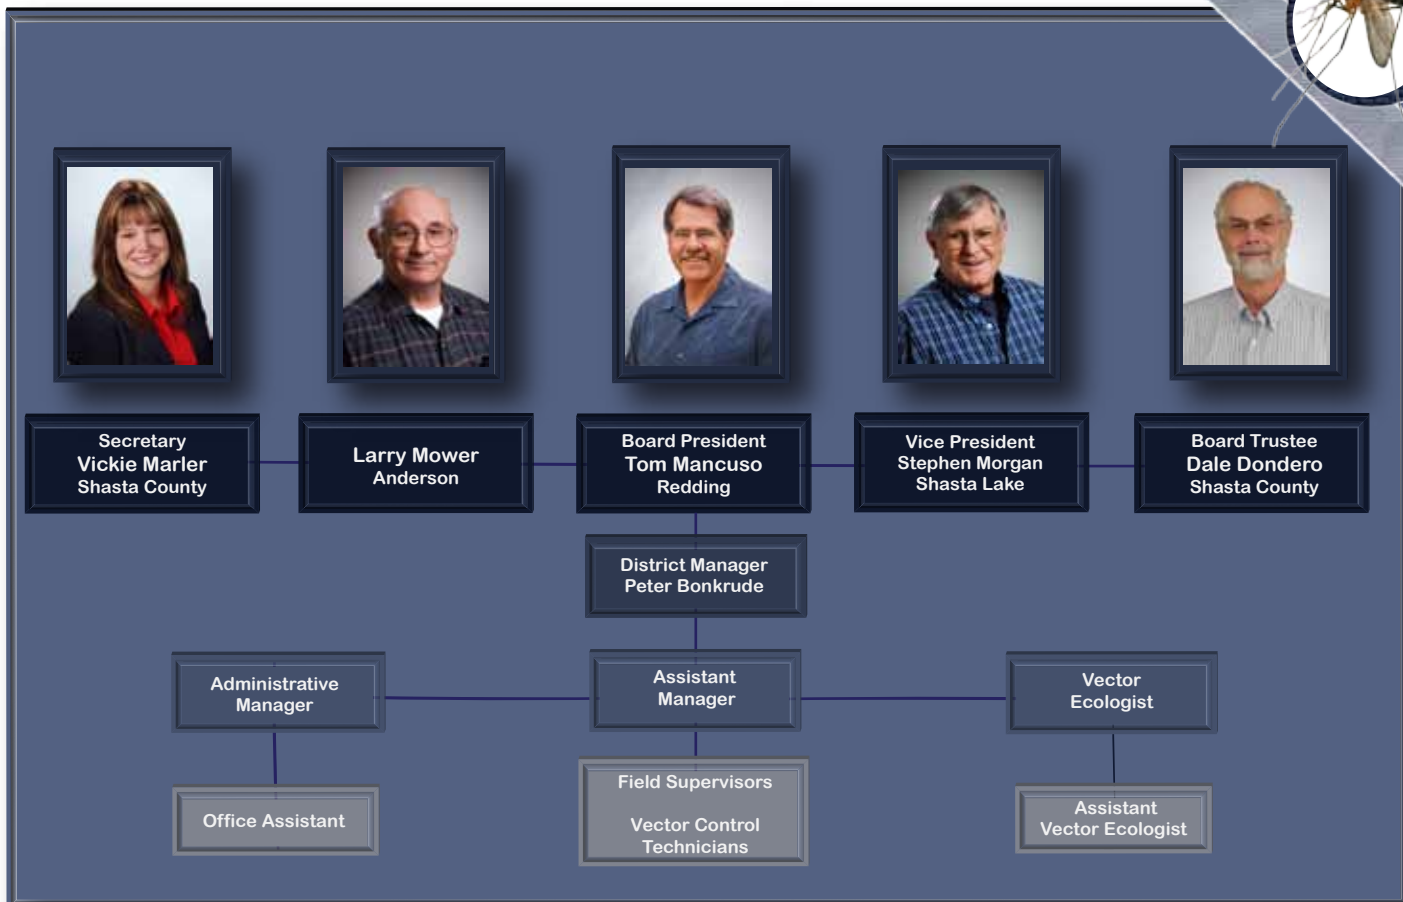 Secretary
Vickie Marler
Shasta County
Larry Mower
Anderson
Board President
Tom Mancuso
Redding
Vice President
Stephen Morgan
Shasta Lake
Board Trustee
Dale Dondero
Shasta County
District Manager
Peter Bonkrude
Administrative
Manager
Assistant
Manager
Vector
Ecologist
Office Assistant
Field Supervisors
Vector Control
Technicians
Assistant
Vector Ecologist